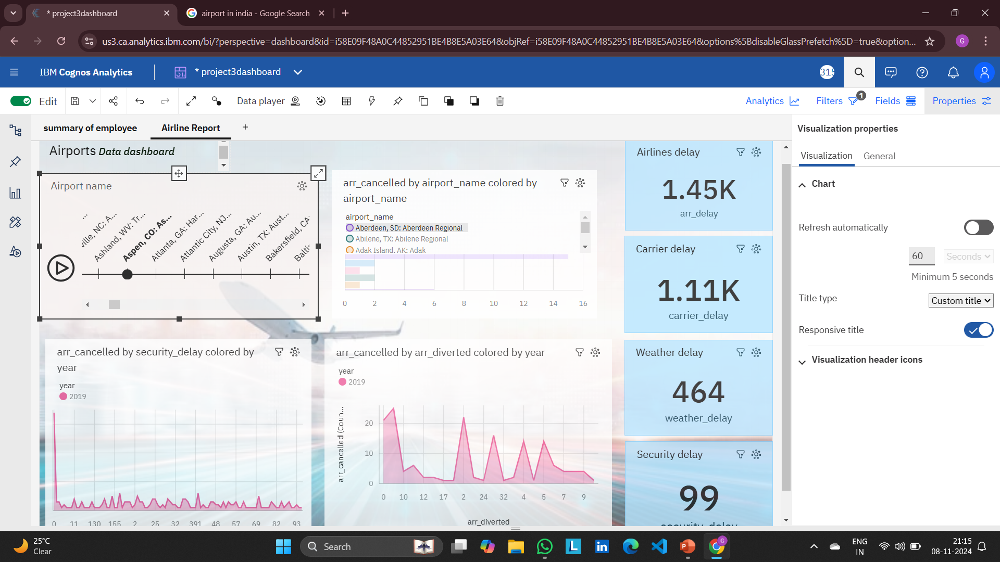 * project3dashboard
airport in india - Google Search
us3.ca.analytics.ibm.com/bi/?perspective=dashboard&id=i58E09F48A0C44852951BE4B8E5A03E64&objRef=i58E09F48A0C44852951BE4B8E5A03E64&options%5BdisableGlassPrefetch%5D=true&option...
G
IBM Cognos Analytics
* project3dashboard
Edit
Data player
Analytics
Filters
1
Fields
Properties
summary of employee
Airline Report
Visualization properties
Visualization
General
Chart
Refresh automatically
60
Seconds
Minimum 5 seconds
Title type
Custom title
Responsive title
Visualization header icons
Airports Data dashboard
Airport name
...
ville, NC: A...
Ashland, WV: Tr...
Aspen, CO: As...
Atlanta, GA: Har...
Atlantic City, NJ...
Augusta, GA: Au...
Austin, TX: Aust...
Bakersfield, CA
Balti
arr_cancelled by airport_name colored by
airport_name
airport_name
Aberdeen, SD: Aberdeen Regional
Abilene, TX: Abilene Regional
Adak Island, AK: Adak
0 2 4 6 8 10 12 14 16
Airlines delay
1.45K
arr_delay
Carrier delay
1.11K
carrier_delay
Weather delay
464
weather_delay
Security delay
99
security_delay
arr_cancelled by security_delay colored by
year
year
2019
0 11 130 155 2 25 32 391 48 57 69 82 93
arr_cancelled by arr_diverted colored by year
year
2019
arr_cancelled (Coun...
20
10
0
0 10 12 17 2 24 32 4 5 7 9
arr_diverted
25°C
Clear
Search
ENG
IN
21:15
08-11-2024